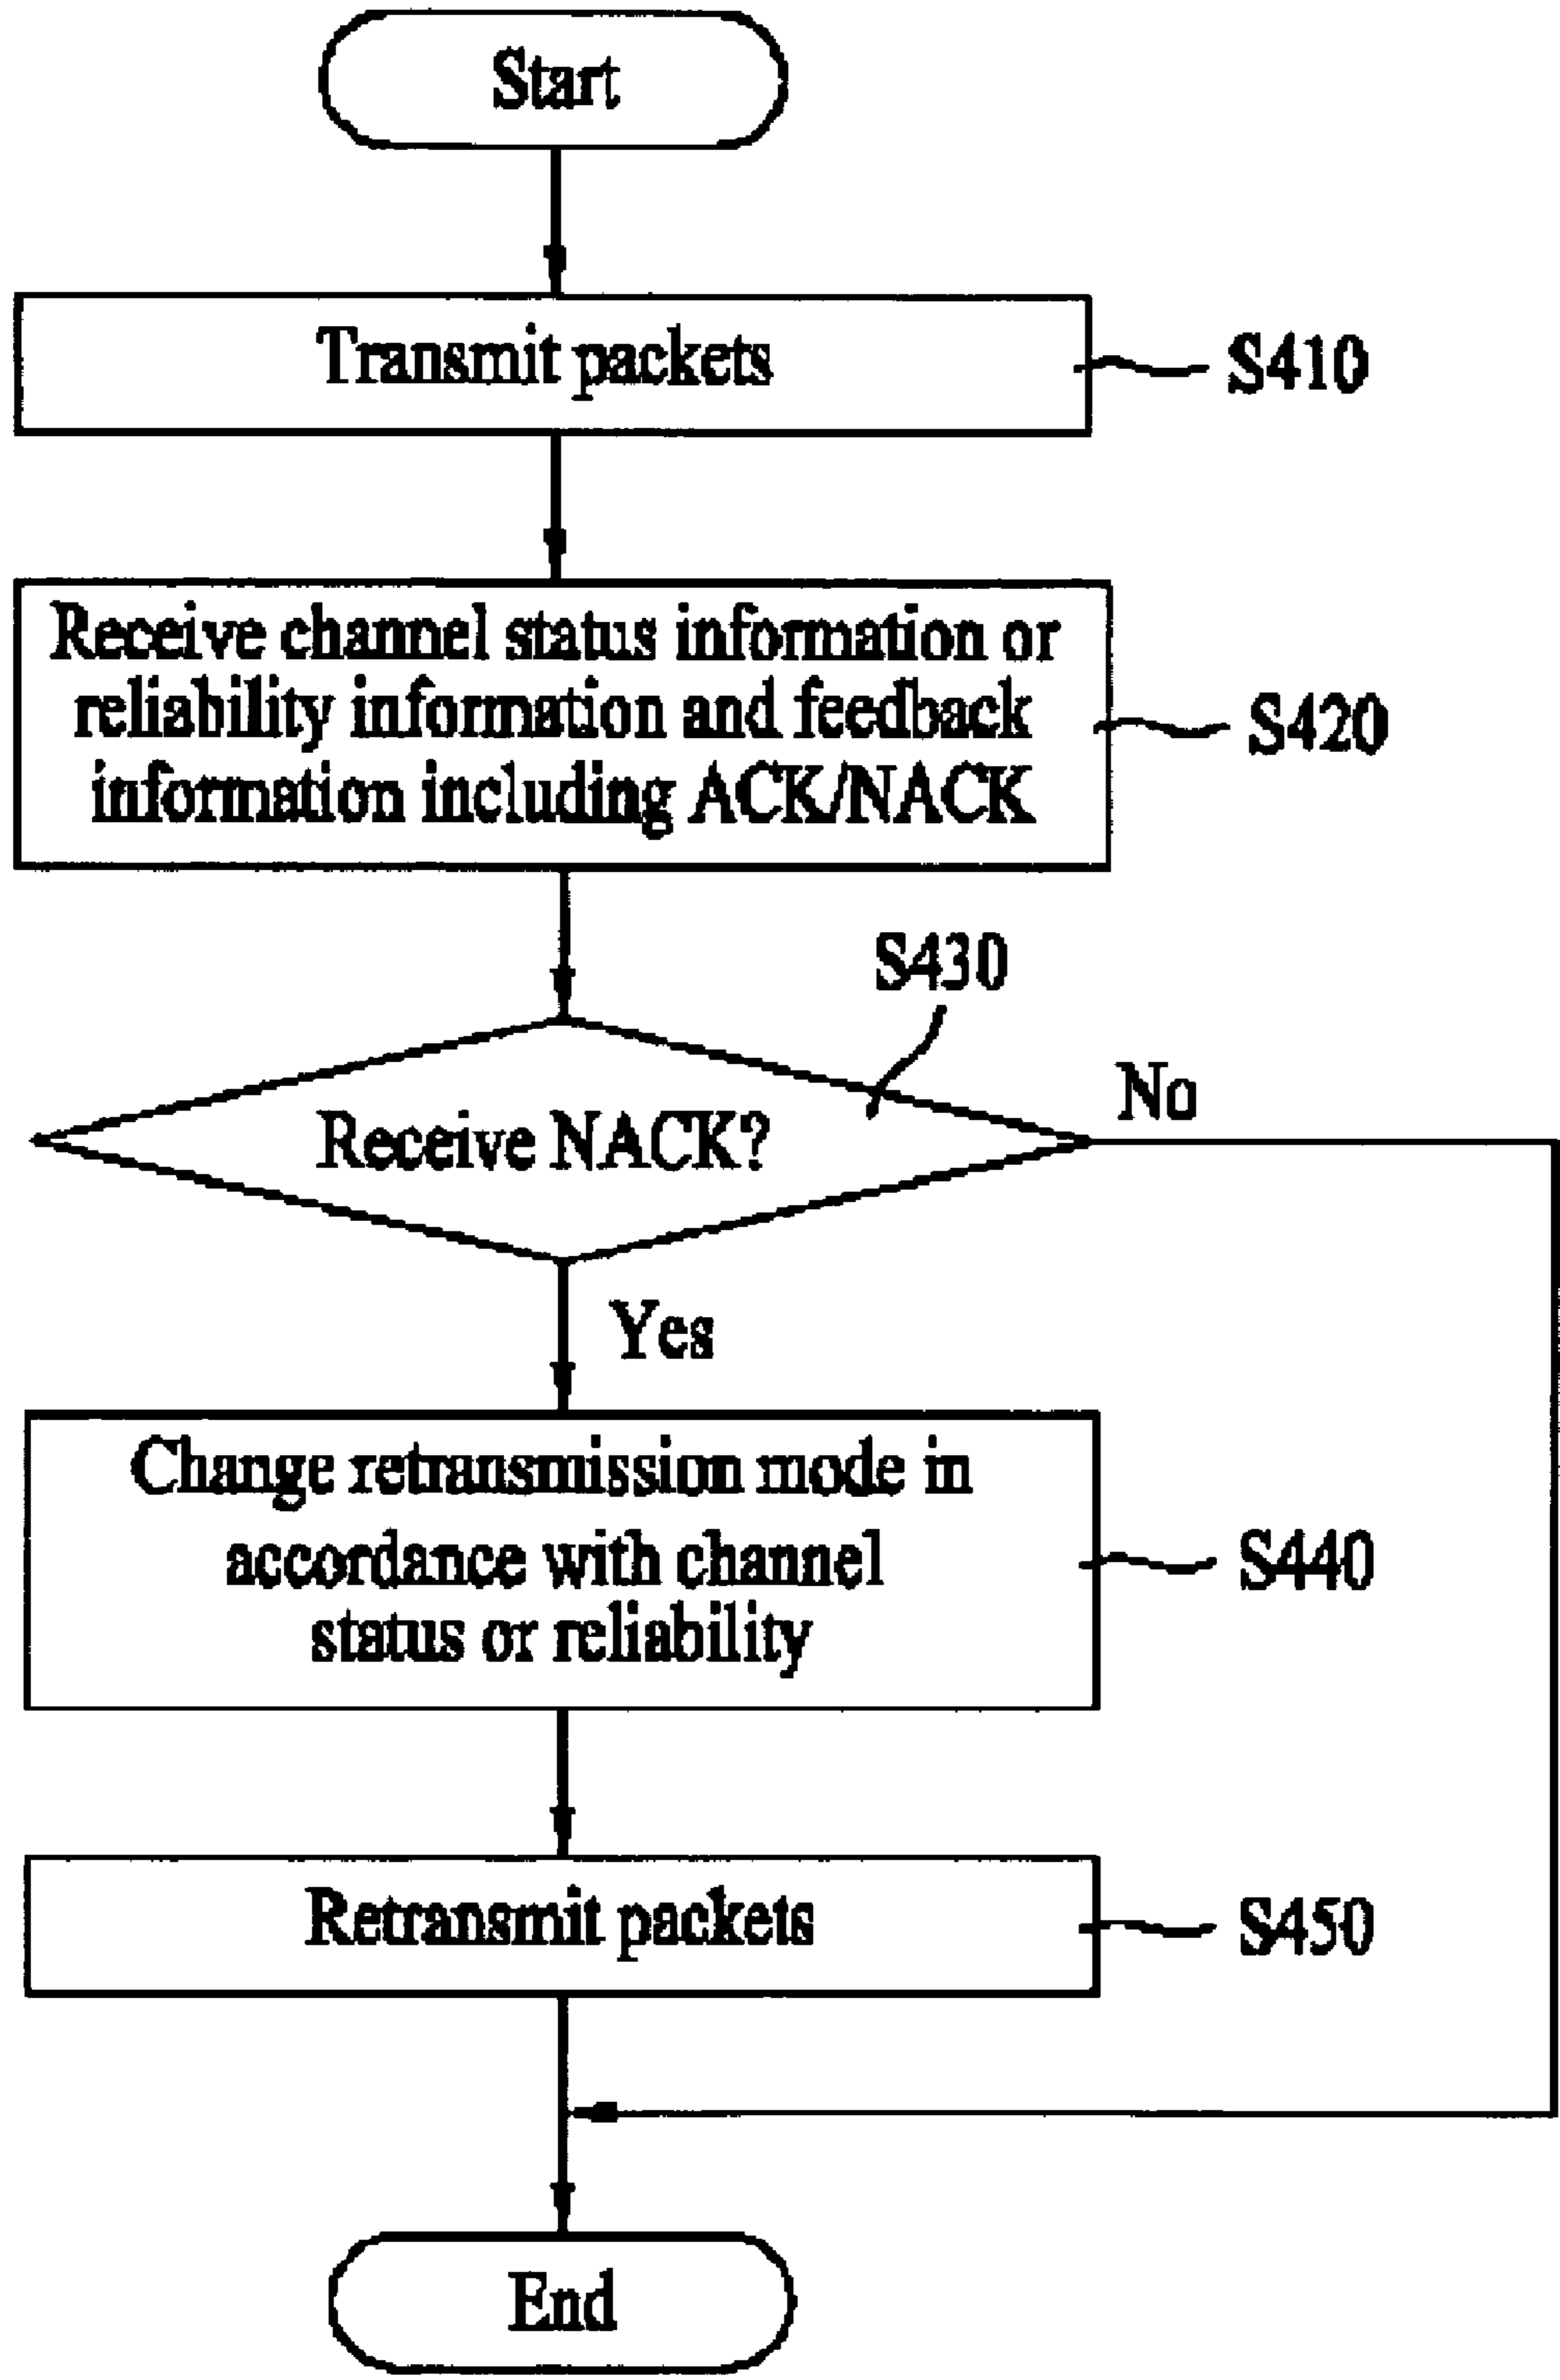 Start
Transmit packets
S410
Receive channel status information or
reliability information and feedback
information including ACK/NACK
S420
S430
Receive NACK?
No
Yes
Change retransmission mode in
accordance with channel
status or reliability
S440
Retransmit packets
S450
End